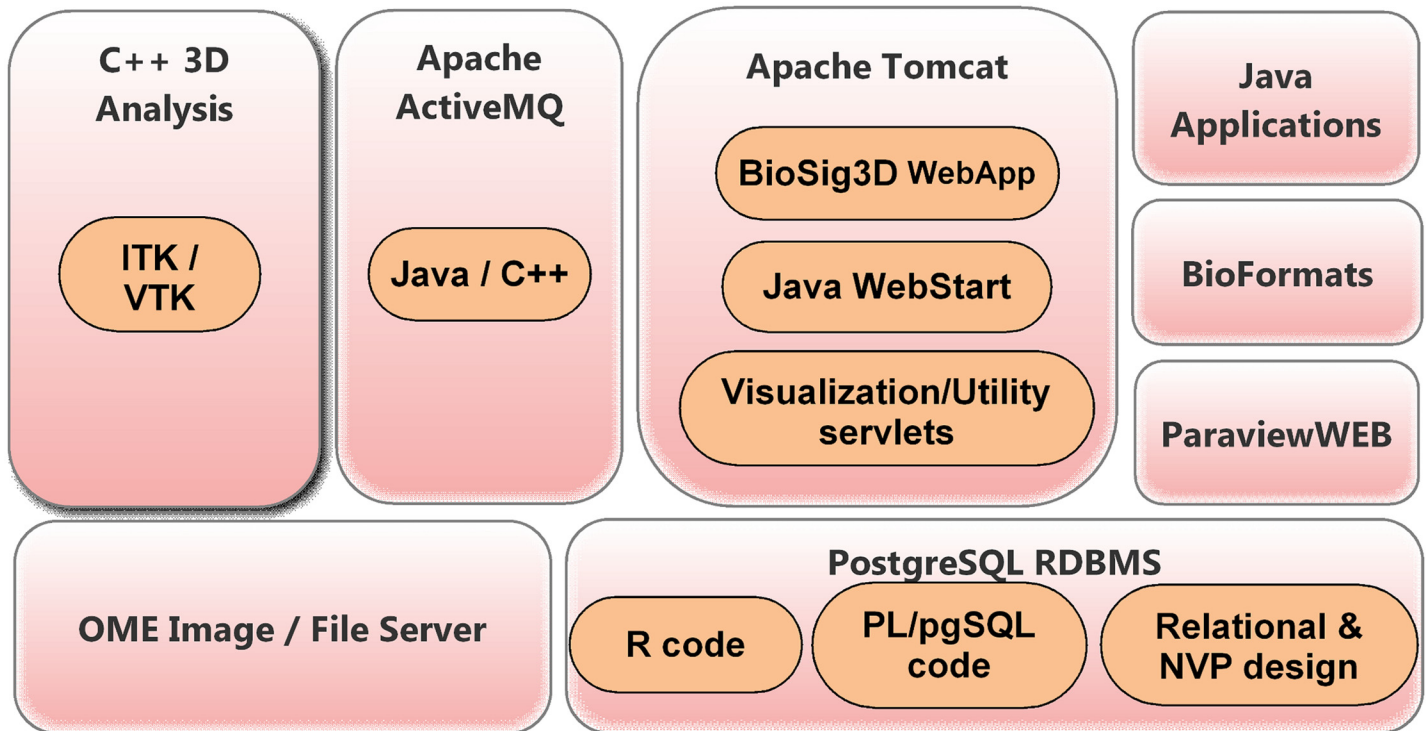 C++ 3D
Analysis
ITK /
VTK
Apache
ActiveMQ
Java / C++
Apache Tomcat
BioSig3D WebApp
Java WebStart
Visualization/Utility
servlets
Java
Applications
BioFormats
ParaviewWEB
OME Image / File Server
PostgreSQL RDBMS
R code
PL/pgSQL
code
Relational &
NVP design